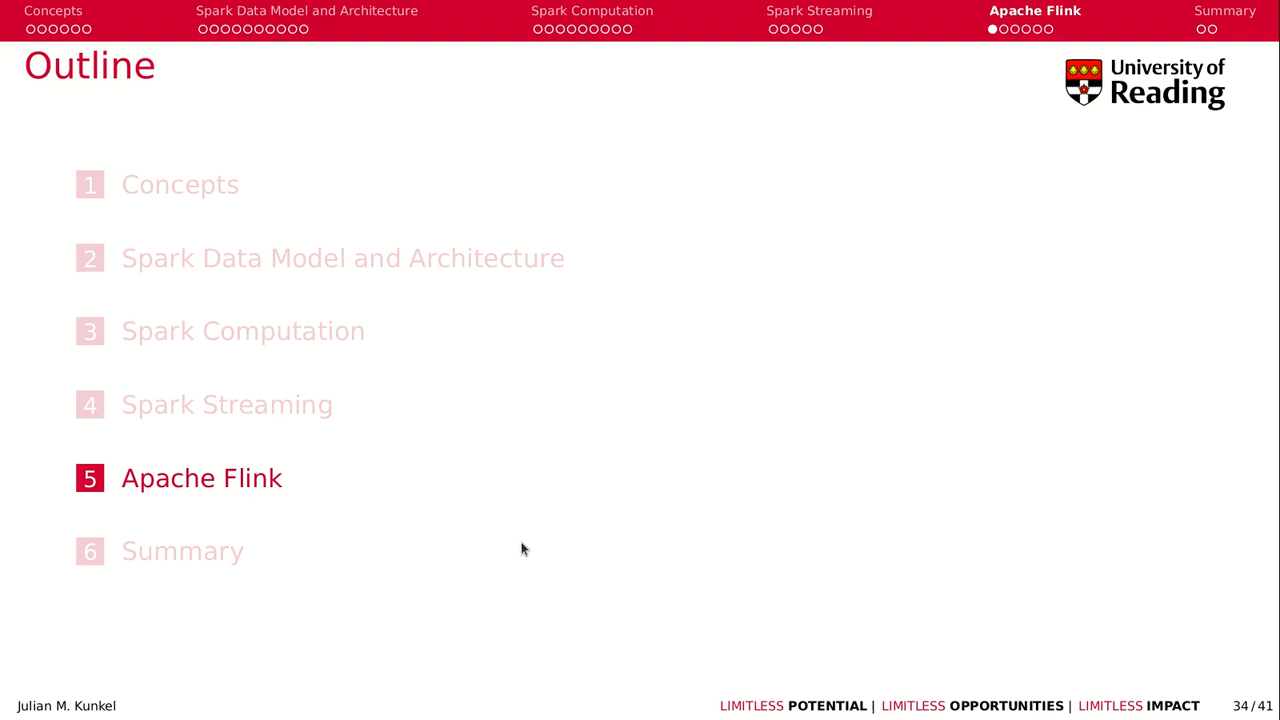 Concepts Spark Data Model and Architecture Spark Computation Spark Streaming Apache Flink Summary
Outline
University of
Reading
1 Concepts
2 Spark Data Model and Architecture
3 Spark Computation
4 Spark Streaming
5 Apache Flink
6 Summary
Julian M. Kunkel LIMITLESS POTENTIAL | LIMITLESS OPPORTUNITIES | LIMITLESS IMPACT 34/41